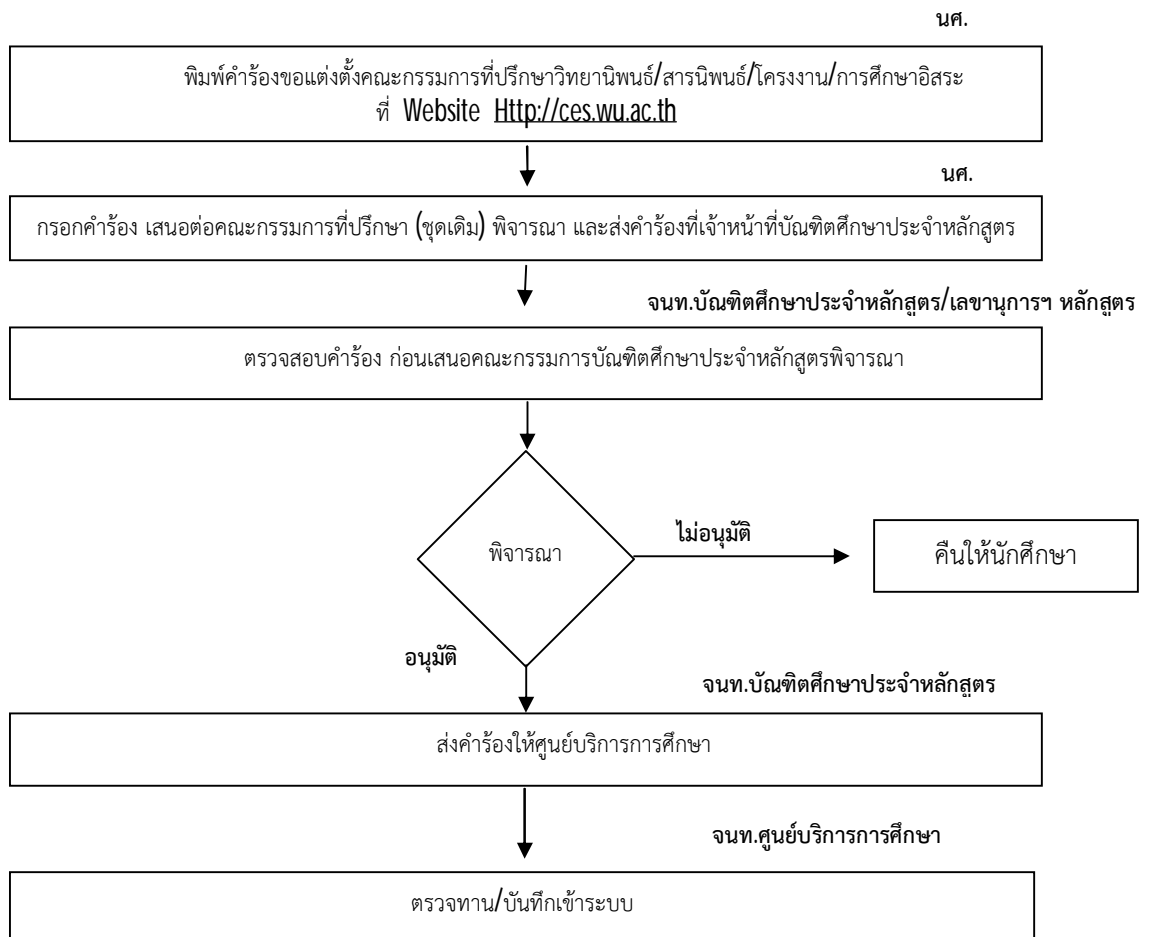 นศ.
พิมพ์คำร้องขอแต่งตั้งคณะกรรมการที่ปรึกษาวิทยานิพนธ์/สารนิพนธ์/โครงงาน/การศึกษาอิสระ
ที่ Website Http://ces.wu.ac.th
นศ.
กรอกคำร้อง เสนอต่อคณะกรรมการที่ปรึกษา (ชุดเดิม) พิจารณา และส่งคำร้องที่เจ้าหน้าที่บัณฑิตศึกษาประจำหลักสูตร
จนท.บัณฑิตศึกษาประจำหลักสูตร/เลขานุการฯ หลักสูตร
ตรวจสอบคำร้อง ก่อนเสนอคณะกรรมการบัณฑิตศึกษาประจำหลักสูตรพิจารณา
ไม่อนุมัติ
พิจารณา
คืนให้นักศึกษา
อนุมัติ
จนท.บัณฑิตศึกษาประจำหลักสูตร
ส่งคำร้องให้ศูนย์บริการการศึกษา
จนท.ศูนย์บริการการศึกษา
ตรวจทาน/บันทึกเข้าระบบ